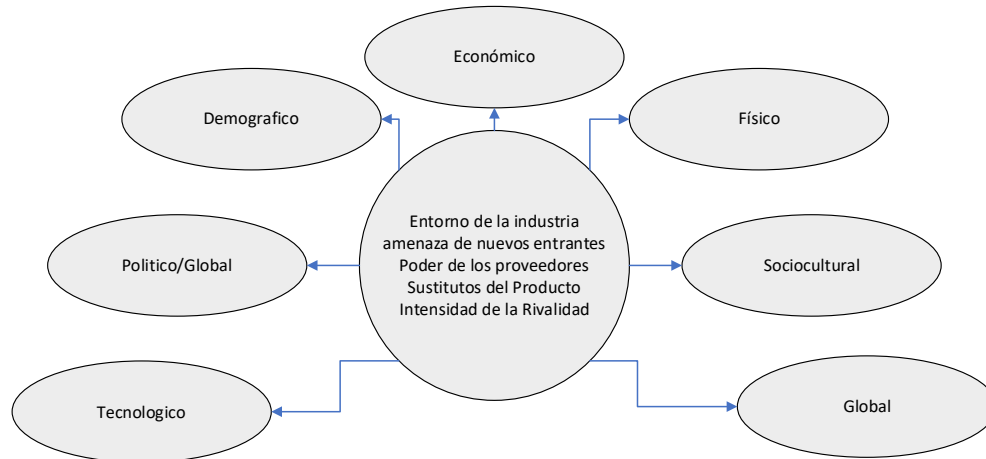 Económico
Demografico
Físico
Entorno de la industria
amenaza de nuevos entrantes
Poder de los proveedores
Sustitutos del Producto
Intensidad de la Rivalidad
Politico/Global
Sociocultural
Tecnologico
Global